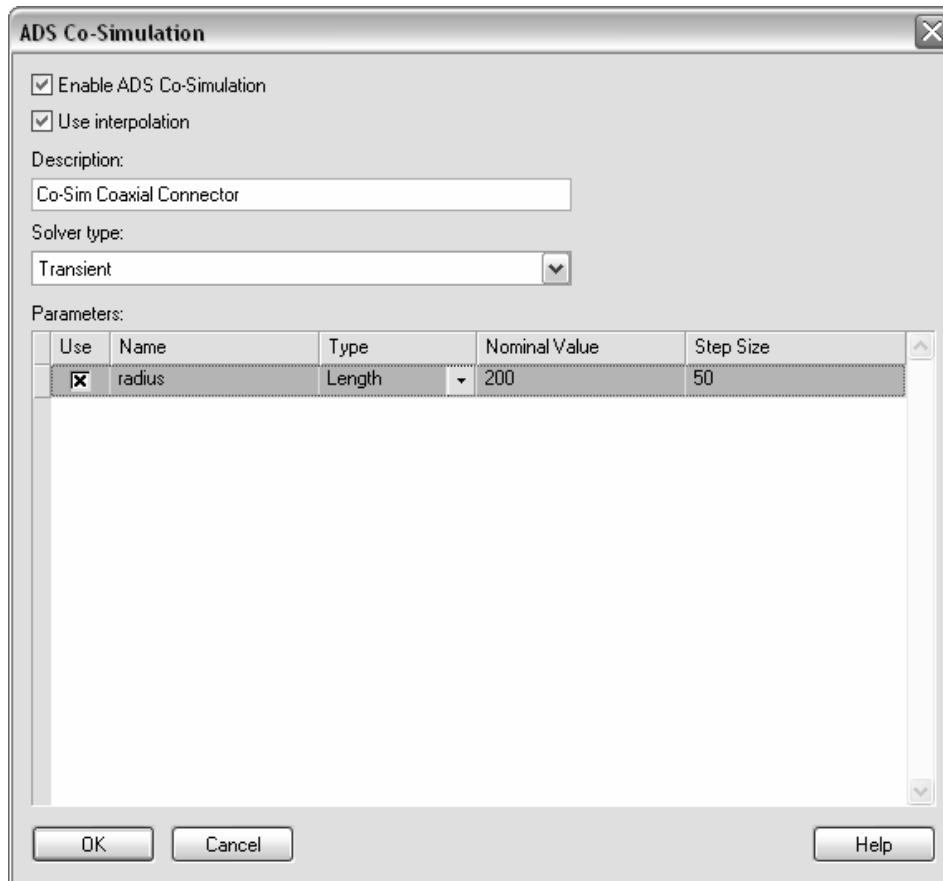 ADS Co-Simulation
Enable ADS Co-Simulation
Use interpolation
Description:
Co-Sim Coaxial Connector
Solver type:
Transient
Parameters:
Use Name Type Nominal Value Step Size
radius Length 200 50
OK Cancel Help